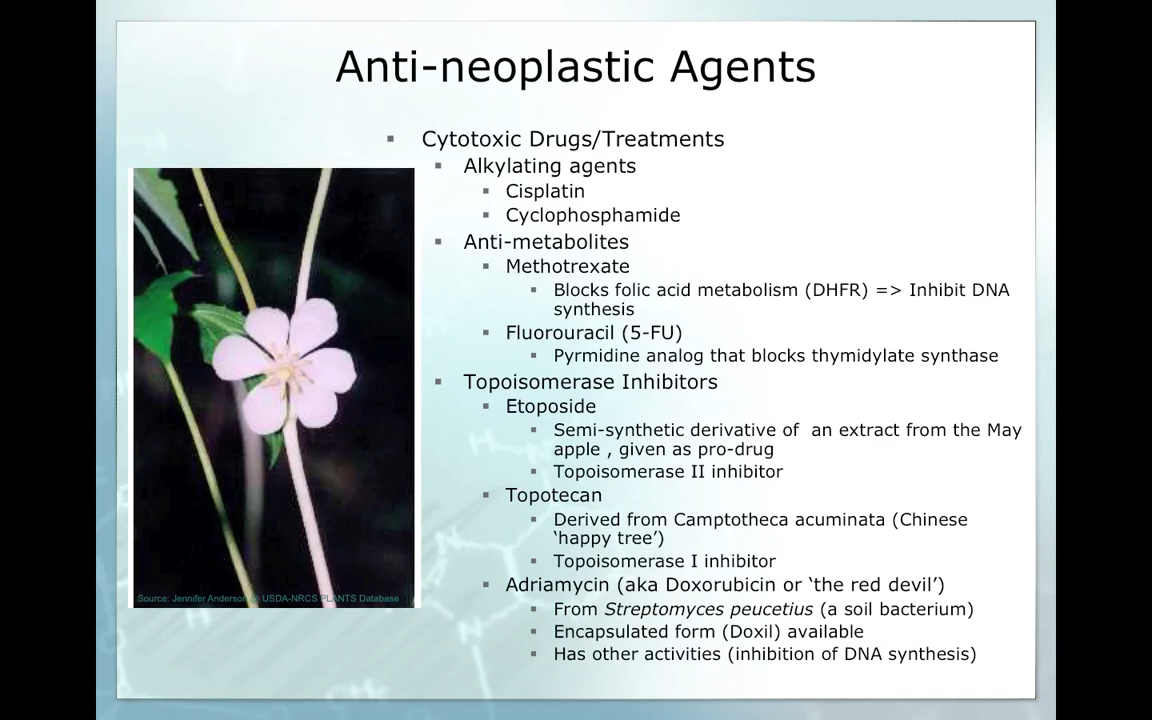 Anti-neoplastic Agents
Cytotoxic Drugs/Treatments
Alkylating agents
Cisplatin
Cyclophosphamide
Anti-metabolites
Methotrexate
Blocks folic acid metabolism (DHFR) => Inhibit DNA
synthesis
Fluorouracil (5-FU)
Pyrmidine analog that blocks thymidylate synthase
Topoisomerase Inhibitors
Etoposide
Semi-synthetic derivative of  an extract from the May
apple , given as pro-drug
Topoisomerase II inhibitor
Topotecan
Derived from Camptotheca acuminata (Chinese
‘happy tree’)
Topoisomerase I inhibitor
Adriamycin (aka Doxorubicin or ‘the red devil’)
From Streptomyces peucetius (a soil bacterium)
Encapsulated form (Doxil) available
Has other activities (inhibition of DNA synthesis)
Source: Jennifer Anderson @ USDA-NRCS PLANTS Database